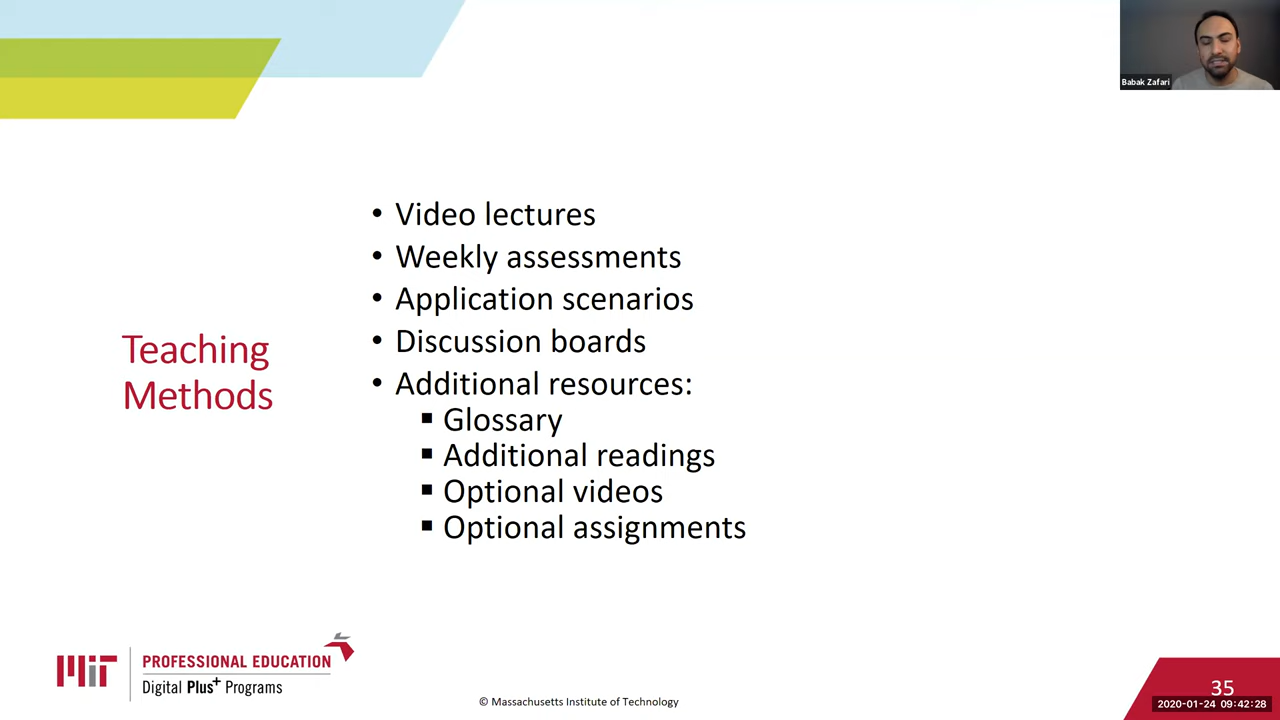 Babak Zafari
Teaching
Methods
• Video lectures
• Weekly assessments
• Application scenarios
• Discussion boards
• Additional resources:
▪ Glossary
▪ Additional readings
▪ Optional videos
▪ Optional assignments
MIT
PROFESSIONAL EDUCATION
Digital Plus+ Programs
© Massachusetts Institute of Technology
35
2020-01-24 09:42:28